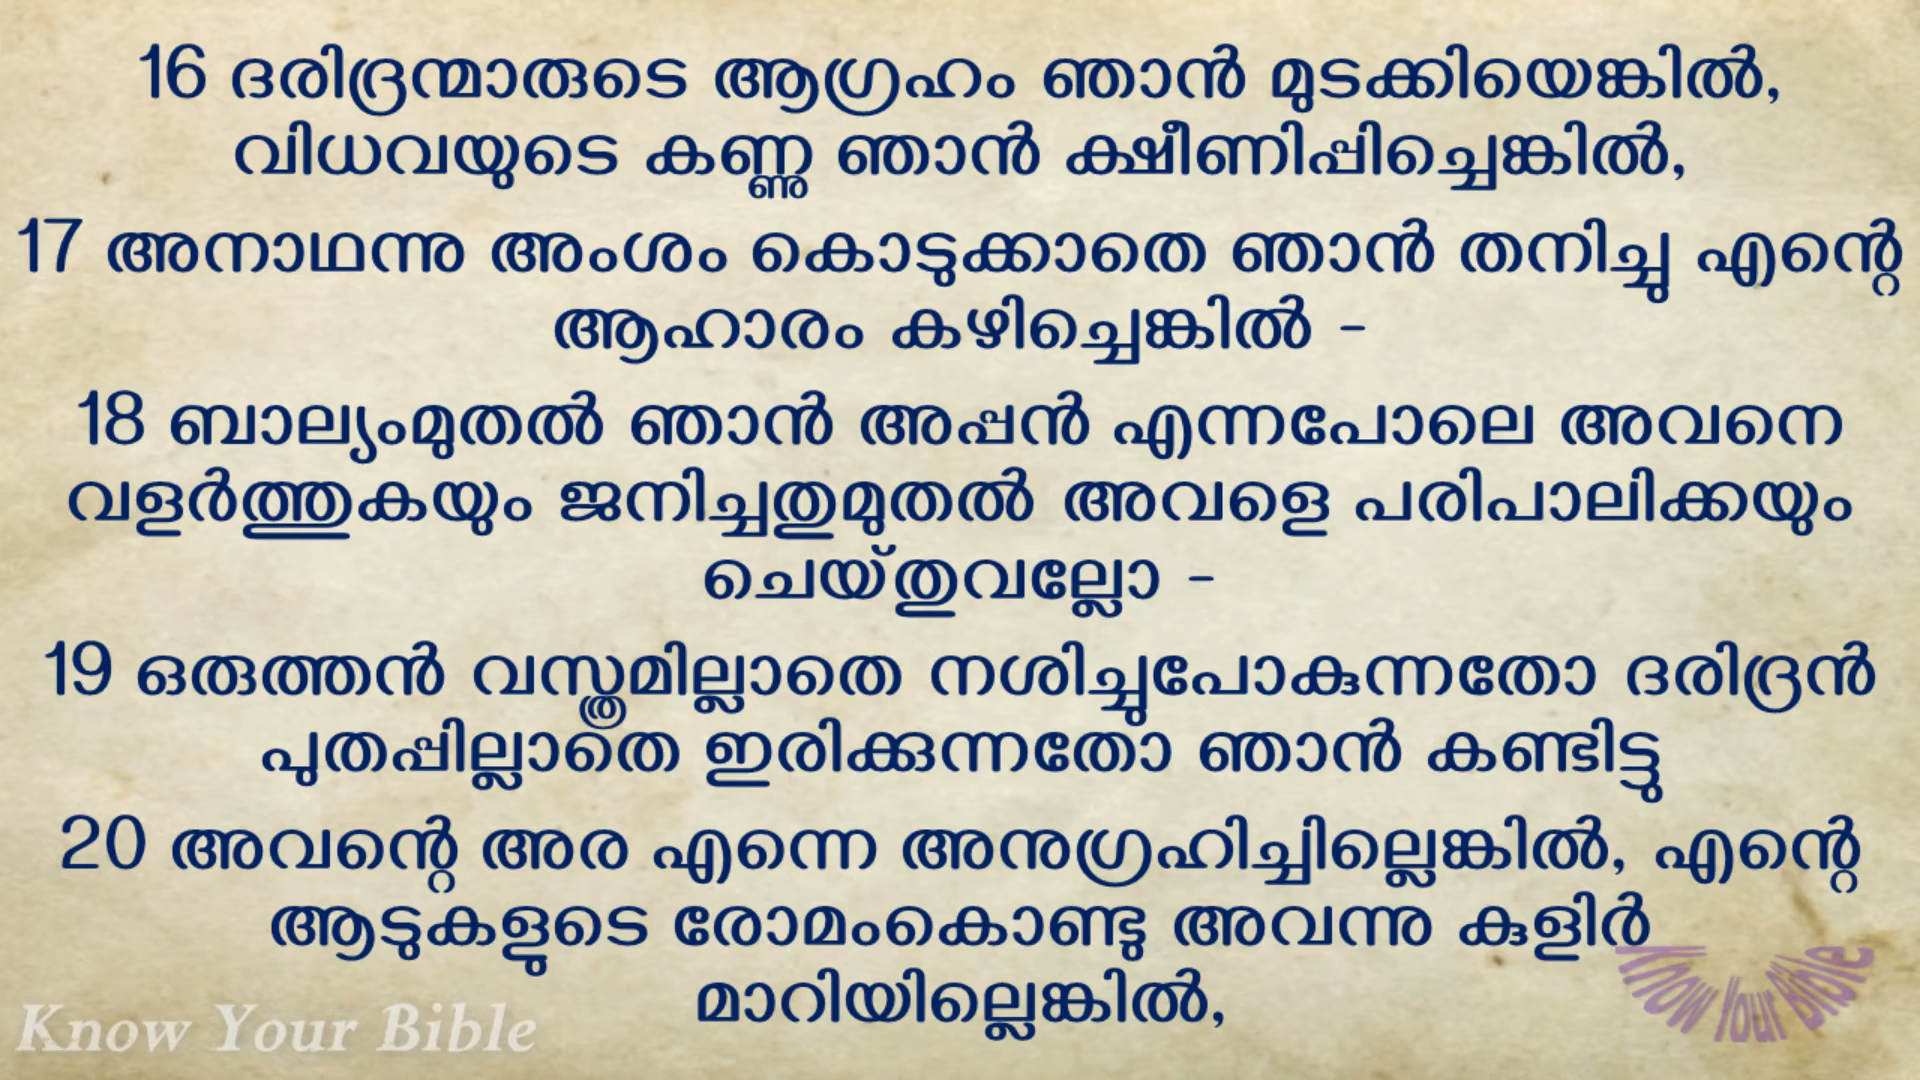 16 ദരിദ്രന്മാരുടെ ആഗ്രഹം ഞാൻ മുടക്കിയെങ്കിൽ,
വിധവയുടെ കണ്ണു ഞാൻ ക്ഷീണിപ്പിച്ചെങ്കിൽ,
17 അനാഥന്നു അംശം കൊടുക്കാതെ ഞാൻ തനിച്ചു എന്റെ
ആഹാരം കഴിച്ചെങ്കിൽ -
18 ബാല്യംമുതൽ ഞാൻ അപ്പൻ എന്നപോലെ അവനെ
വളർത്തുകയും ജനിച്ചതുമുതൽ അവളെ പരിപാലിക്കയും
ചെയ്തുവല്ലോ -
19 ഒരുത്തൻ വസ്ത്രമില്ലാതെ നശിച്ചുപോകുന്നതോ ദരിദ്രൻ
പുതപ്പില്ലാതെ ഇരിക്കുന്നതോ ഞാൻ കണ്ടിട്ടു
20 അവന്റെ അര എന്നെ അനുഗ്രഹിച്ചില്ലെങ്കിൽ, എന്റെ
ആടുകളുടെ രോമംകൊണ്ടു അവന്നു കുളിർ
മാറിയില്ലെങ്കിൽ,
Know Your Bible
Know Your Bible